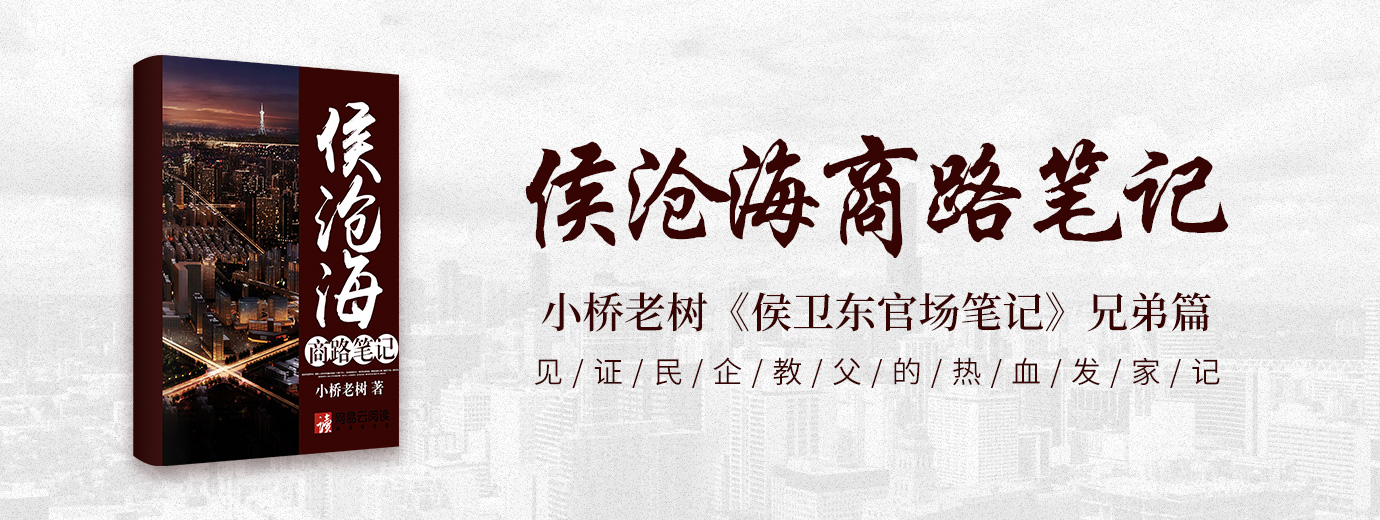 侯沧海
商路笔记
小桥老树 著
讀 网易云阅读
侯沧海商路笔记
小桥老树《侯卫东官场笔记》兄弟篇
见/证/民/企/教/父/的/热/血/发/家/记